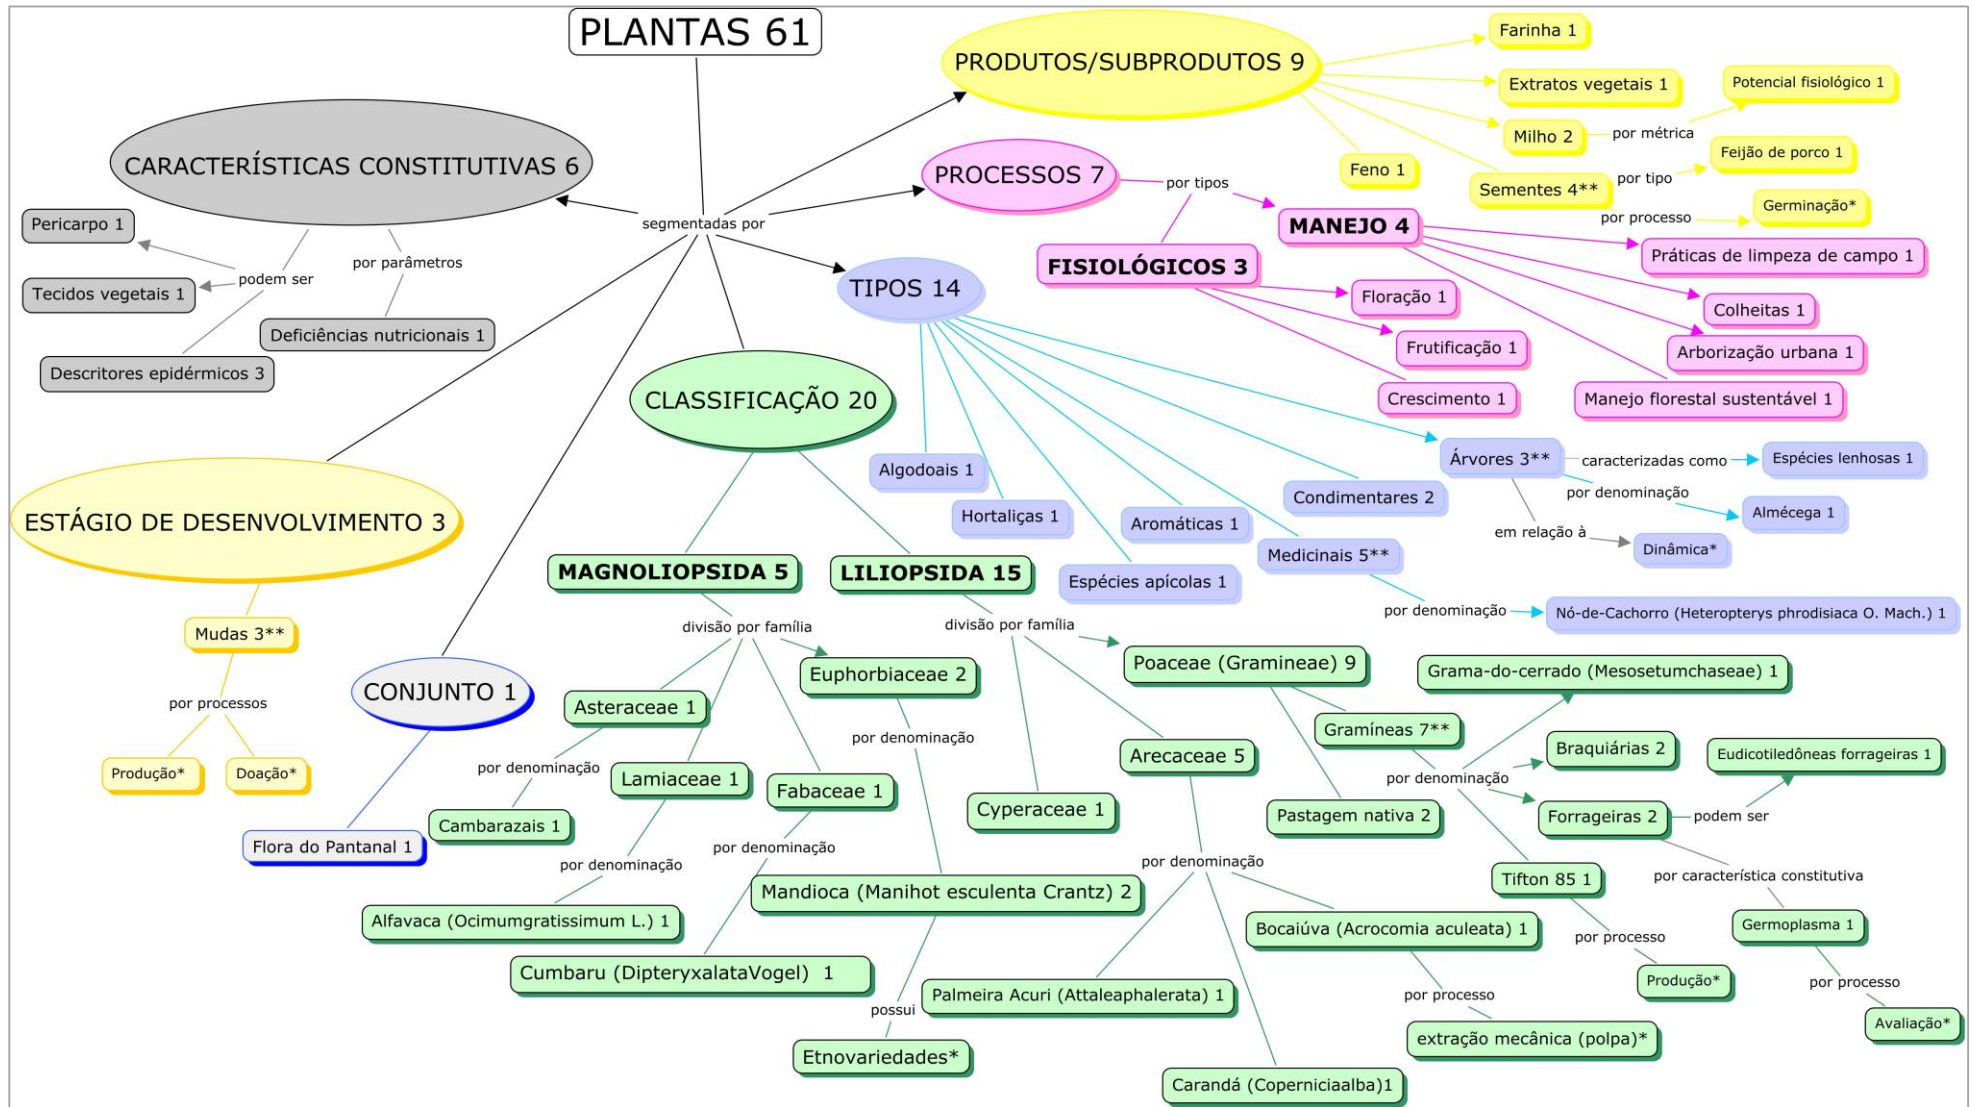 PLANTAS 61
segmentadas por
CARACTERÍSTICAS CONSTITUTIVAS 6
podem ser
Pericarpo 1
Tecidos vegetais 1
Descritores epidérmicos 3
por parâmetros
Deficiências nutricionais 1
PRODUTOS/SUBPRODUTOS 9
Farinha 1
Extratos vegetais 1
Milho 2
por métrica
Potencial fisiológico 1
Sementes 4**
por tipo
Feijão de porco 1
por processo
Germinação*
Feno 1
PROCESSOS 7
por tipos
MANEJO 4
Práticas de limpeza de campo 1
Colheitas 1
Arborização urbana 1
Manejo florestal sustentável 1
FISIOLÓGICOS 3
Floração 1
Frutificação 1
Crescimento 1
TIPOS 14
Algodoais 1
Hortaliças 1
Espécies apícolas 1
Aromáticas 1
Medicinais 5**
por denominação
Nó-de-Cachorro (Heteropterys phrodisiaca O. Mach.) 1
Condimentares 2
Árvores 3**
caracterizadas como
Espécies lenhosas 1
por denominação
Almécega 1
em relação à
Dinâmica*
CLASSIFICAÇÃO 20
MAGNOLIOPSIDA 5
divisão por família
Asteraceae 1
por denominação
Cambarazais 1
Lamiaceae 1
por denominação
Alfavaca (Ocimumgratissimum L.) 1
Fabaceae 1
por denominação
Cumbaru (DipteryxalataVogel)  1
Euphorbiaceae 2
por denominação
Mandioca (Manihot esculenta Crantz) 2
possui
Etnovariedades*
LILIOPSIDA 15
divisão por família
Cyperaceae 1
Arecaceae 5
por denominação
Palmeira Acuri (Attaleaphalerata) 1
Carandá (Coperniciaalba)1
Bocaiúva (Acrocomia aculeata) 1
por processo
extração mecânica (polpa)*
Poaceae (Gramineae) 9
Pastagem nativa 2
Gramíneas 7**
por denominação
Grama-do-cerrado (Mesosetumchaseae) 1
Braquiárias 2
Forrageiras 2
podem ser
Eudicotiledôneas forrageiras 1
por característica constitutiva
Germoplasma 1
por processo
Avaliação*
Tifton 85 1
por processo
Produção*
ESTÁGIO DE DESENVOLVIMENTO 3
Mudas 3**
por processos
Produção*
Doação*
CONJUNTO 1
Flora do Pantanal 1